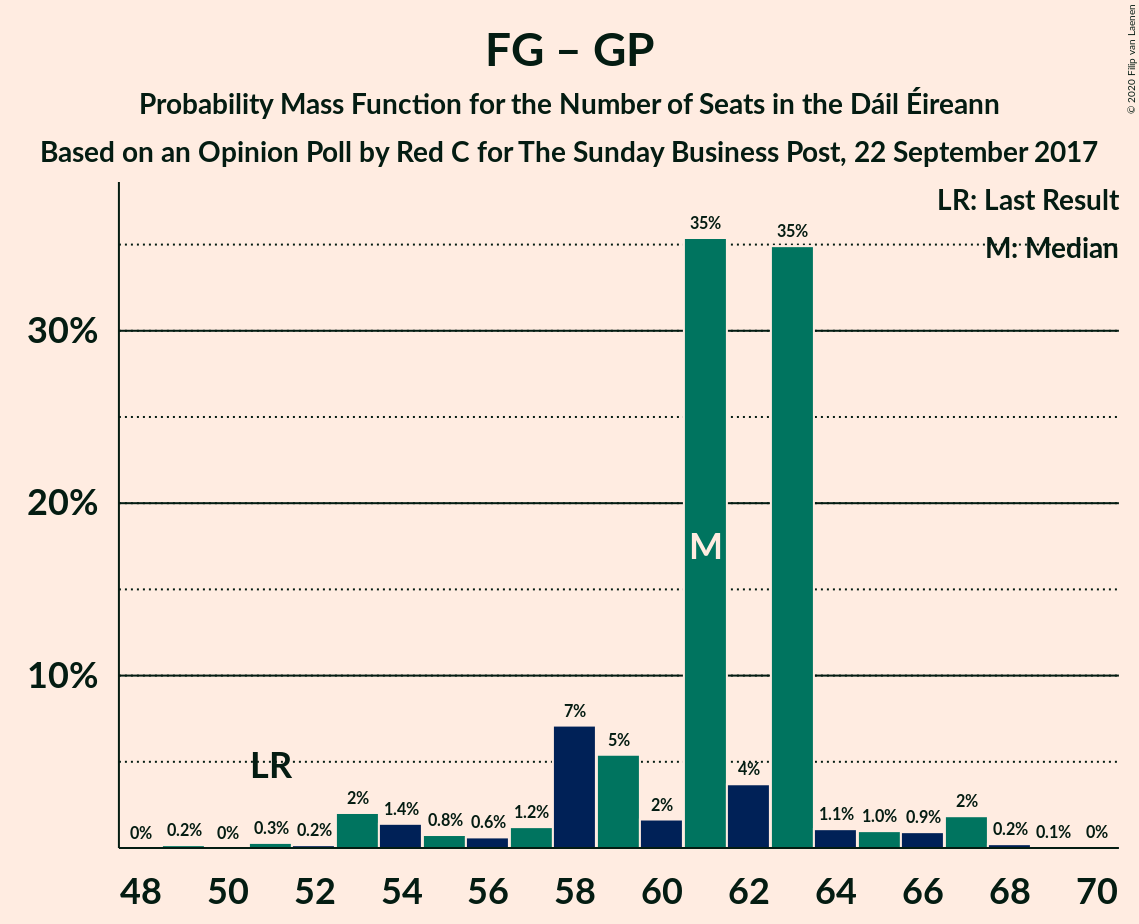 FG – GP
Probability Mass Function for the Number of Seats in the Dáil Éireann
Based on an Opinion Poll by Red C for The Sunday Business Post, 22 September 2017
© 2020 Filip van Laenen
LR: Last Result
M: Median
30%
20%
10%
0%
0.2%
0%
0.3%
0.2%
2%
1.4%
0.8%
0.6%
1.2%
7%
5%
2%
35%
4%
35%
1.1%
1.0%
0.9%
2%
0.2%
0.1%
0%
LR
M
48 50 52 54 56 58 60 62 64 66 68 70